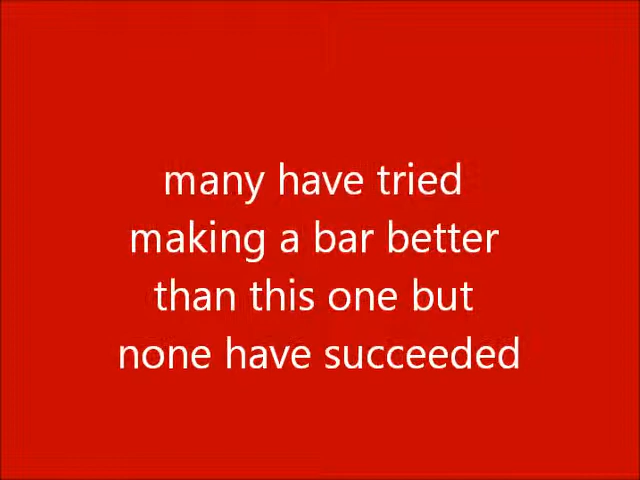 many have tried
making a bar better
than this one but
none have succeeded